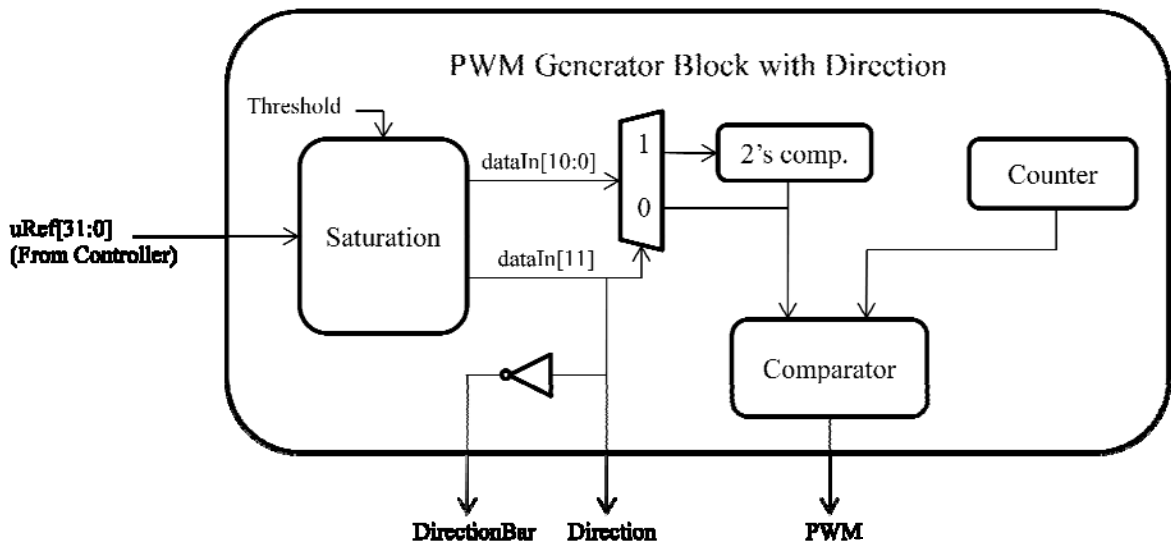 PWM Generator Block with Direction
Threshold
dataIn[10:0]
1
2's comp.
Counter
0
uRef[31:0]
(From Controller)
Saturation
dataIn[11]
Comparator
DirectionBar
Direction
PWM